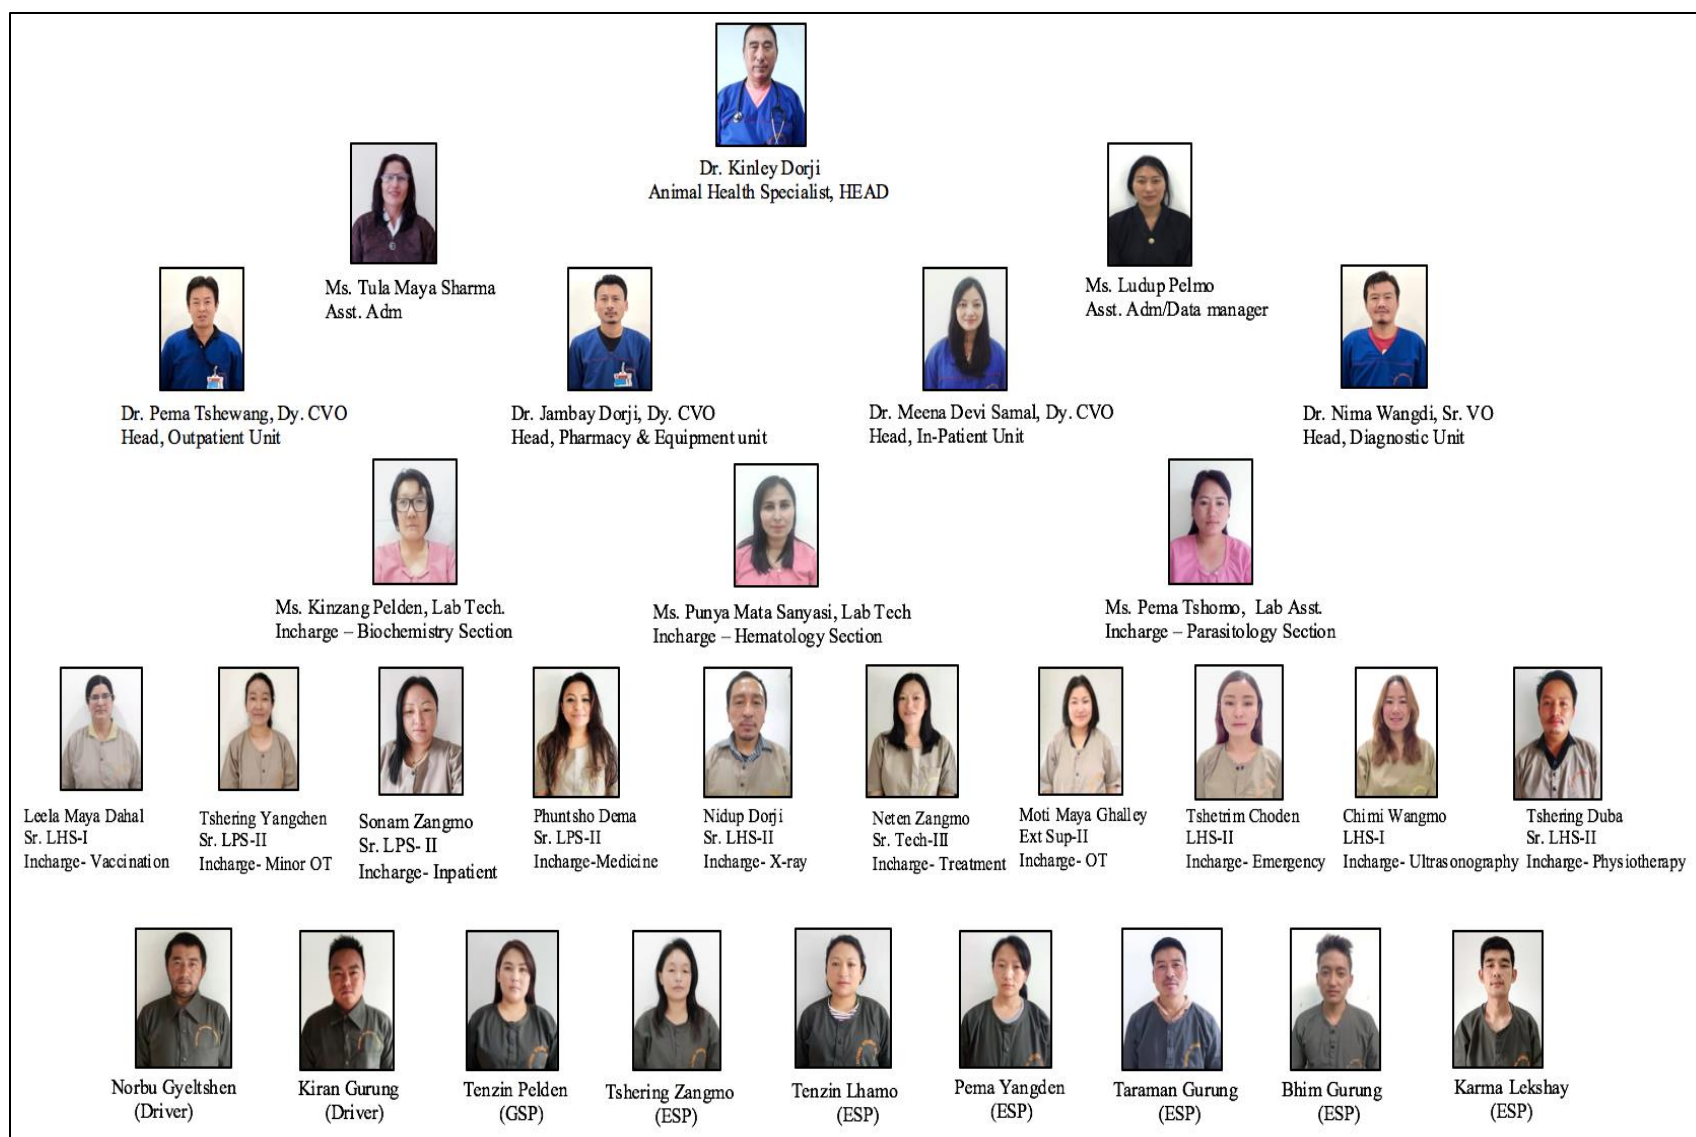 Dr. Kinley Dorji
Animal Health Specialist, HEAD
Ms. Tula Maya Sharma
Asst. Adm
Ms. Ludup Pelmo
Asst. Adm/Data manager
Dr. Pema Tshewang, Dy. CVO
Head, Outpatient Unit
Dr. Jambay Dorji, Dy. CVO
Head, Pharmacy & Equipment unit
Dr. Meena Devi Samal, Dy. CVO
Head, In-Patient Unit
Dr. Nima Wangdi, Sr. VO
Head, Diagnostic Unit
Ms. Kinzang Pelden, Lab Tech.
Incharge – Biochemistry Section
Ms. Punya Mata Sanyasi, Lab Tech
Incharge – Hematology Section
Ms. Pema Tshomo, Lab Asst.
Incharge – Parasitology Section
Leela Maya Dahal
Sr. LHS-I
Incharge- Vaccination
Tshering Yangchen
Sr. LPS-II
Incharge- Minor OT
Sonam Zangmo
Sr. LPS- II
Incharge- Inpatient
Phuntsho Dema
Sr. LPS-II
Incharge-Medicine
Nidup Dorji
Sr. LHS-II
Incharge- X-ray
Neten Zangmo
Sr. Tech-III
Incharge- Treatment
Moti Maya Ghalley
Ext Sup-II
Incharge- OT
Tshetrim Choden
LHS-II
Incharge- Emergency
Chimi Wangmo
LHS-I
Incharge- Ultrasonography
Tshering Duba
Sr. LHS-II
Incharge- Physiotherapy
Norbu Gyeltshen
(Driver)
Kiran Gurung
(Driver)
Tenzin Pelden
(GSP)
Tshering Zangmo
(ESP)
Tenzin Lhamo
(ESP)
Pema Yangden
(ESP)
Taraman Gurung
(ESP)
Bhim Gurung
(ESP)
Karma Lekshay
(ESP)